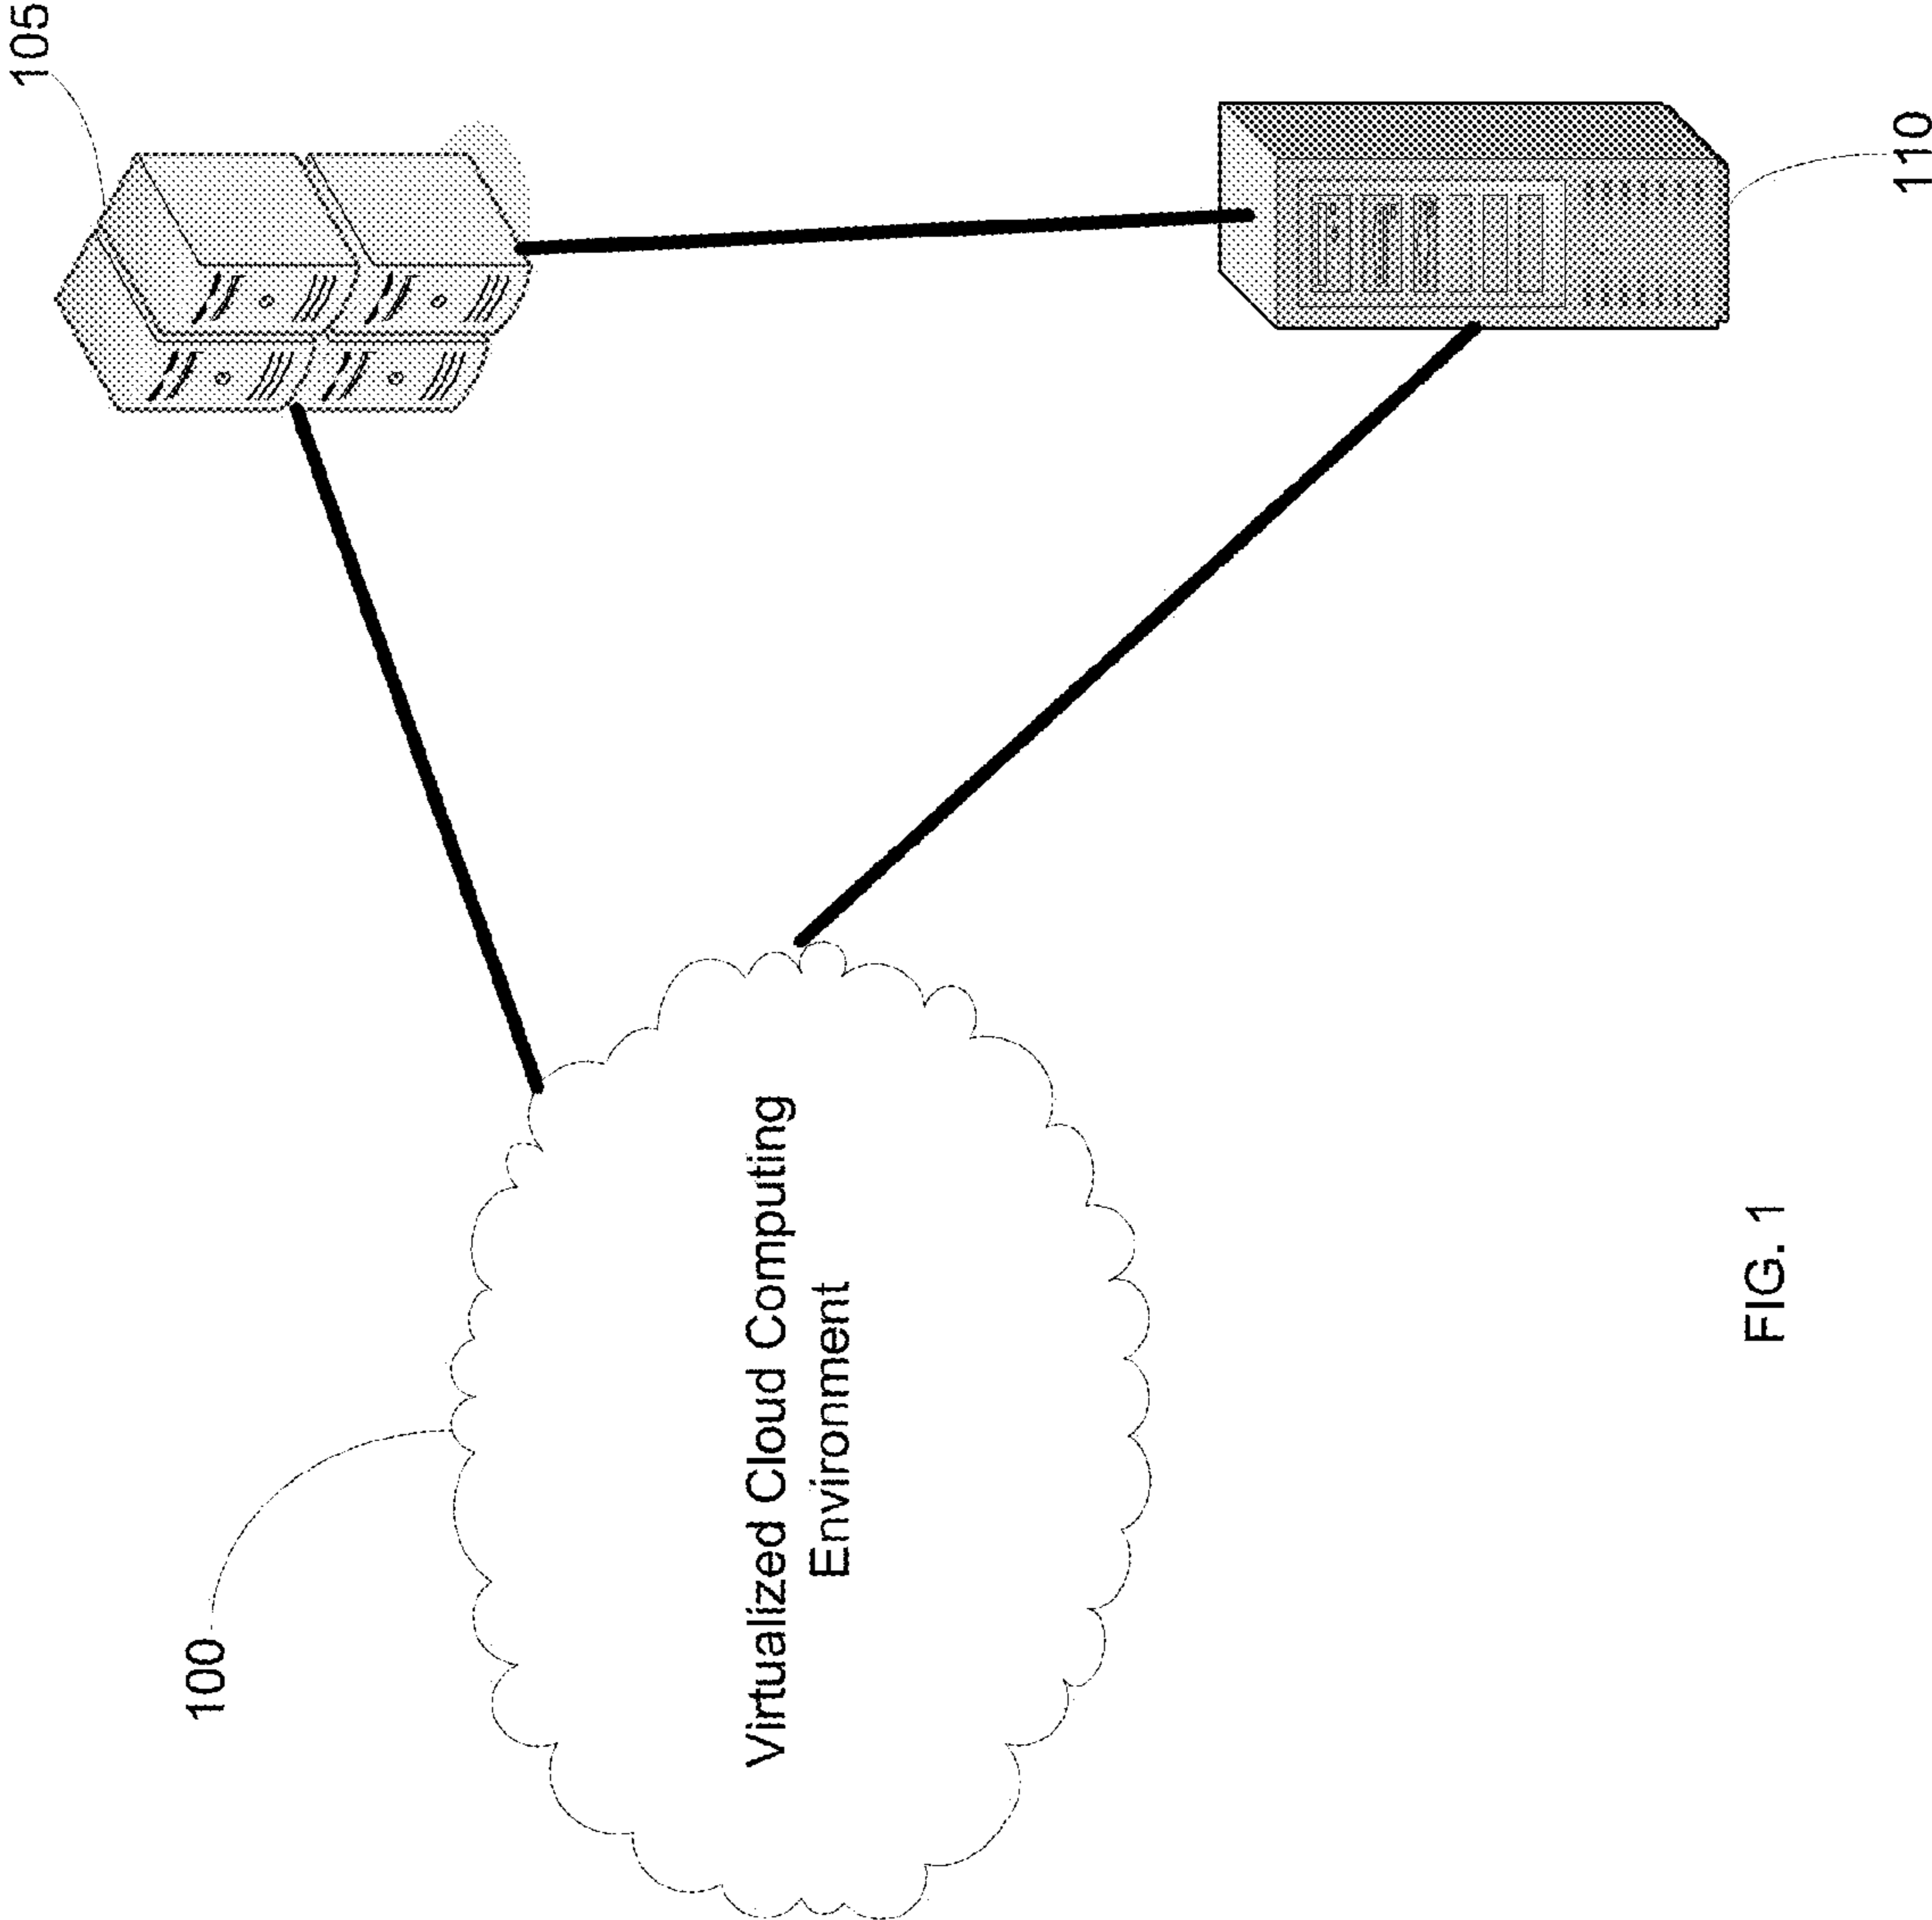 105
100
Virtualized Cloud Computing
Environment
110
FIG. 1